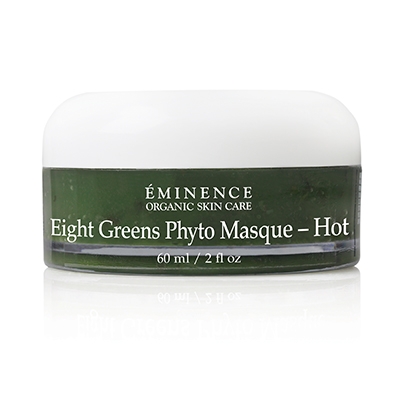 ÉMINENCE
ORGANIC SKIN CARE
Eight Greens Phyto Masque – Hot
60 ml / 2 fl oz